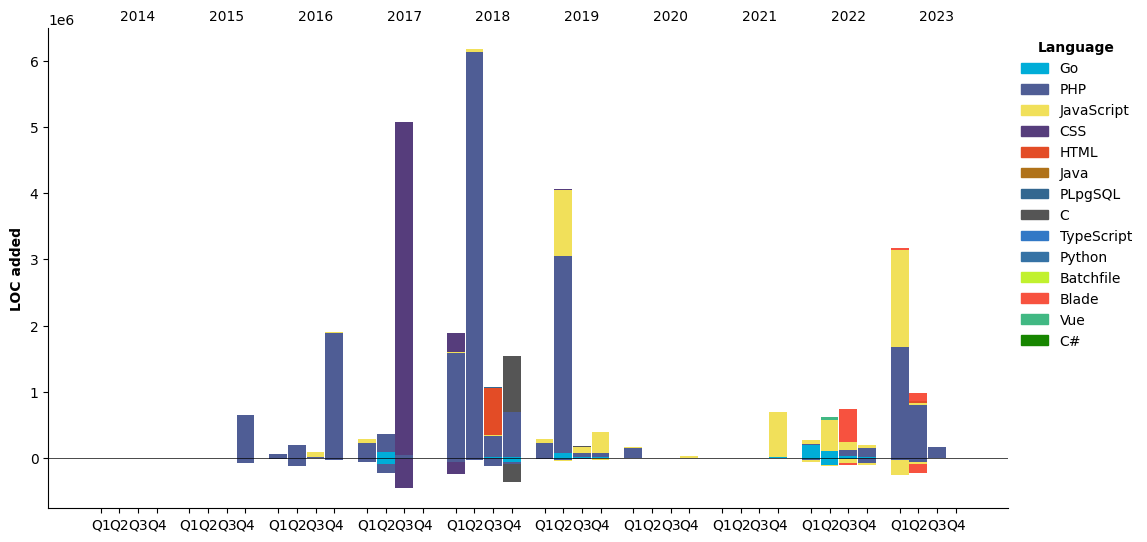 1e6
2014 2015 2016 2017 2018 2019 2020 2021 2022 2023
LOC added
6
5
4
3
2
1
0
Q1Q2Q3Q4 Q1Q2Q3Q4 Q1Q2Q3Q4 Q1Q2Q3Q4 Q1Q2Q3Q4 Q1Q2Q3Q4 Q1Q2Q3Q4 Q1Q2Q3Q4 Q1Q2Q3Q4 Q1Q2Q3Q4
Language
Go
PHP
JavaScript
CSS
HTML
Java
PLpgSQL
C
TypeScript
Python
Batchfile
Blade
Vue
C#